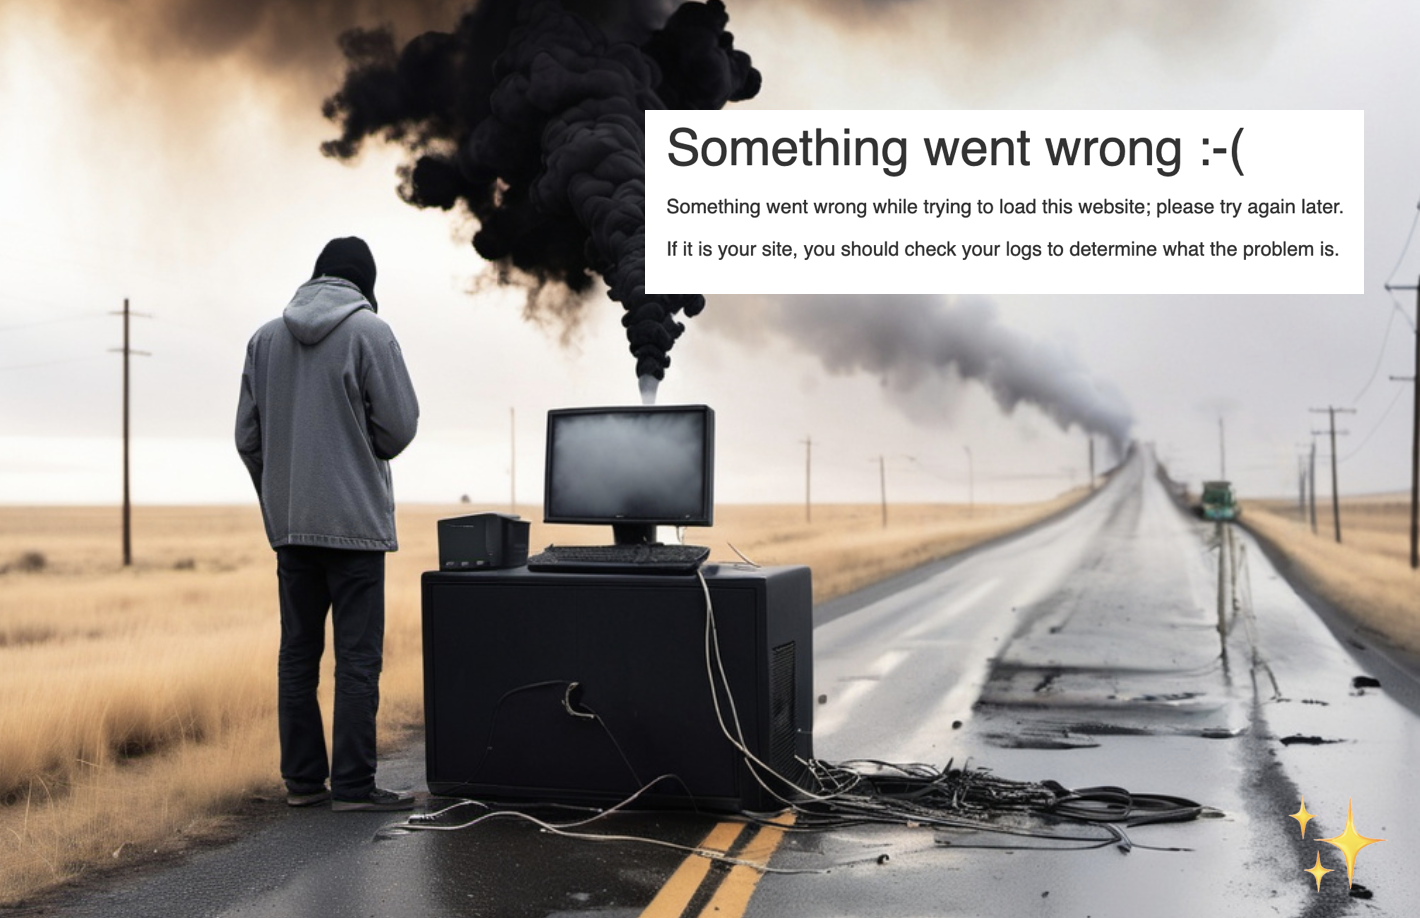 Something went wrong :-(
Something went wrong while trying to load this website; please try again later.
If it is your site, you should check your logs to determine what the problem is.